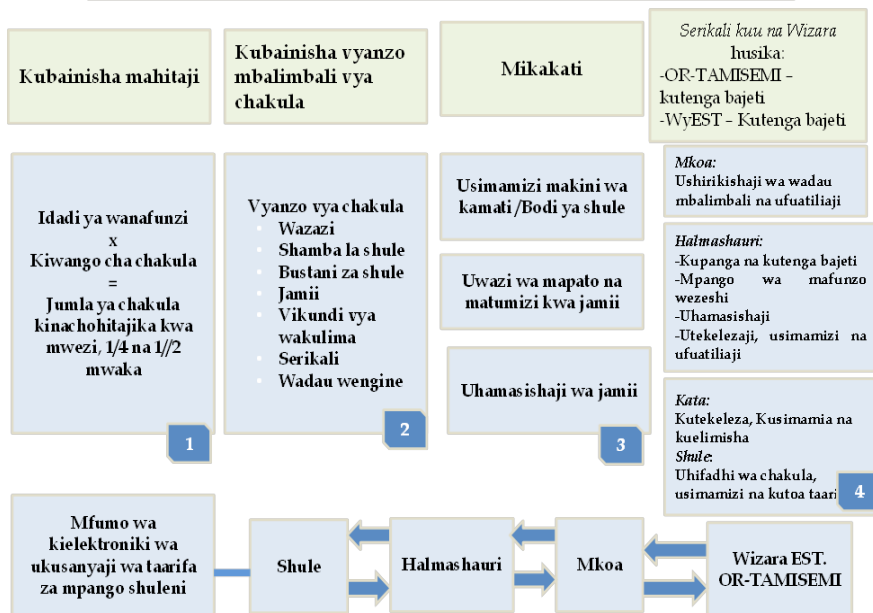 Kubainisha mahitaji
Kubainisha vyanzo
mbalimbali vya
chakula
Mikakati
Serikali kuu na Wizara
husika:
-OR-TAMISEMI –
kutenga bajeti
-WyEST – Kutenga bajeti
Idadi ya wanafunzi
x
Kiwango cha chakula
=
Jumla ya chakula
kinachohitajika kwa
mwezi, 1/4 na 1//2
mwaka
1
Vyanzo vya chakula
Wazazi
Shamba la shule
Bustani za shule
Jamii
Vikundi vya
wakulima
Serikali
Wadau wengine
2
Usimamizi makini wa
kamati /Bodi ya shule
Uwazi wa mapato na
matumizi kwa jamii
Uhamasishaji wa jamii
3
Mkoa:
Ushirikishaji wa wadau
mbalimbali na ufuatiliaji
Halmashauri:
-Kupanga na kutenga bajeti
-Mpango wa mafunzo
wezeshi
-Uhamasishaji
-Utekelezaji, usimamizi na
ufuatiliaji
Kata:
Kutekeleza, Kusimamia na
kuelimisha
Shule:
Uhifadhi wa chakula,
usimamizi na kutoa
4
Mfumo wa
kielektroniki wa
ukusanyaji wa taarifa
za mpango shuleni
Shule
Halmashauri
Mkoa
Wizara EST.
OR-TAMISEMI